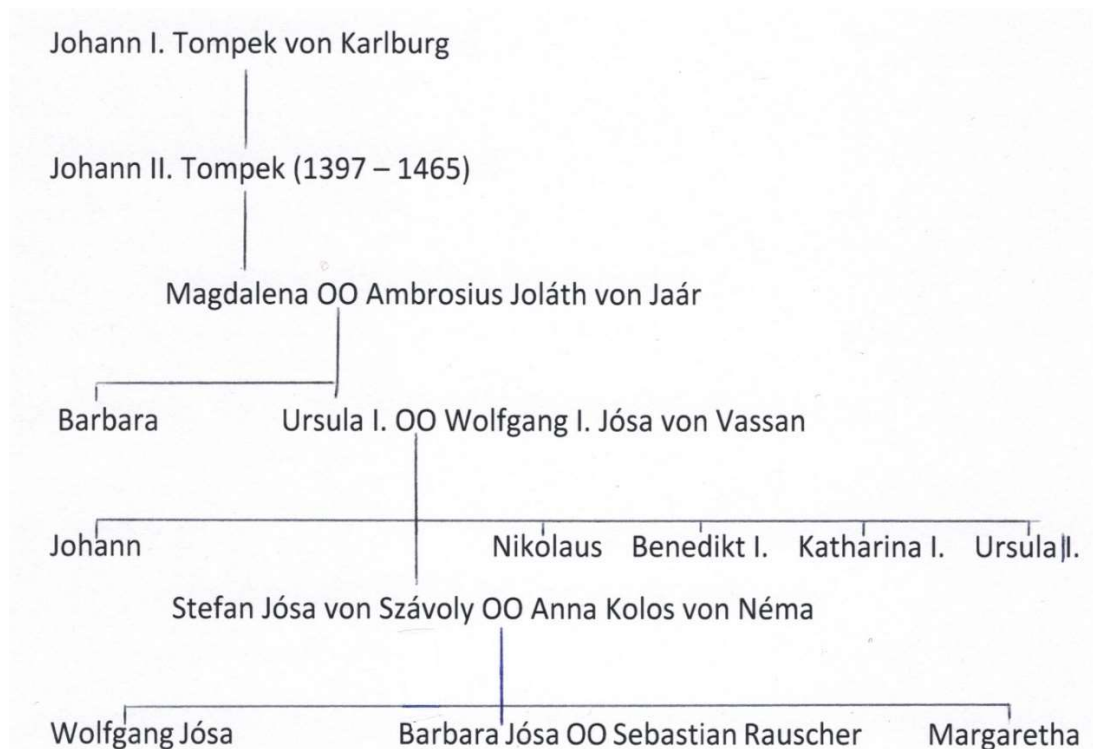 Johann I. Tompek von Karlburg
Johann II. Tompek (1397 – 1465)
Magdalena OO Ambrosius Joláth von Jaár
Barbara Ursula I. OO Wolfgang I. Jósa von Vassan
Johann Nikolaus Benedikt I. Katharina I. Ursula II.
Stefan Jósa von Szávoly OO Anna Kolos von Néma
Wolfgang Jósa Barbara Jósa OO Sebastian Rauscher Margaretha